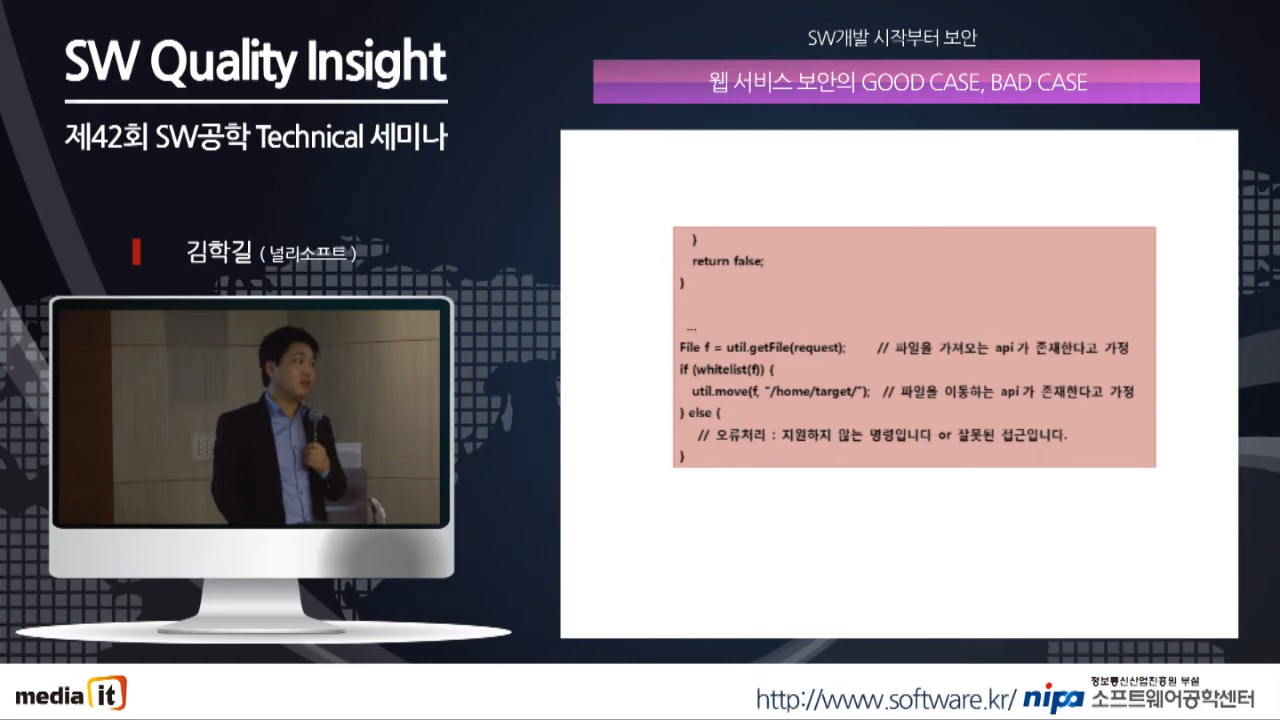 SW Quality Insight
제42회 SW공학 Technical 세미나
김학길 ( 널리소프트 )
SW개발 시작부터 보안
웹 서비스 보안의 GOOD CASE, BAD CASE
}
return false;
}
...
File f = util.getFile(request); // 파일을 가져오는 api 가 존재한다고 가정
if (whitelist(f)) {
util.move(f, "/home/target/"); // 파일을 이동하는 api 가 존재한다고 가정
} else {
// 오류처리 : 지원하지 않는 명령입니다 or 잘못된 접근입니다.
}
media it
http://www.software.kr/
nipa
정보통신산업진흥원 부설
소프트웨어공학센터